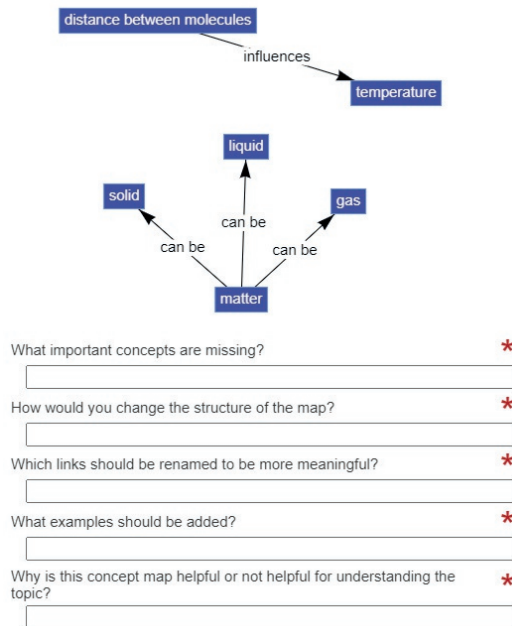 distance between molecules
influences
temperature
liquid
solid
gas
can be
can be
can be
matter
What important concepts are missing? *
How would you change the structure of the map? *
Which links should be renamed to be more meaningful? *
What examples should be added? *
Why is this concept map helpful or not helpful for understanding the *
topic?